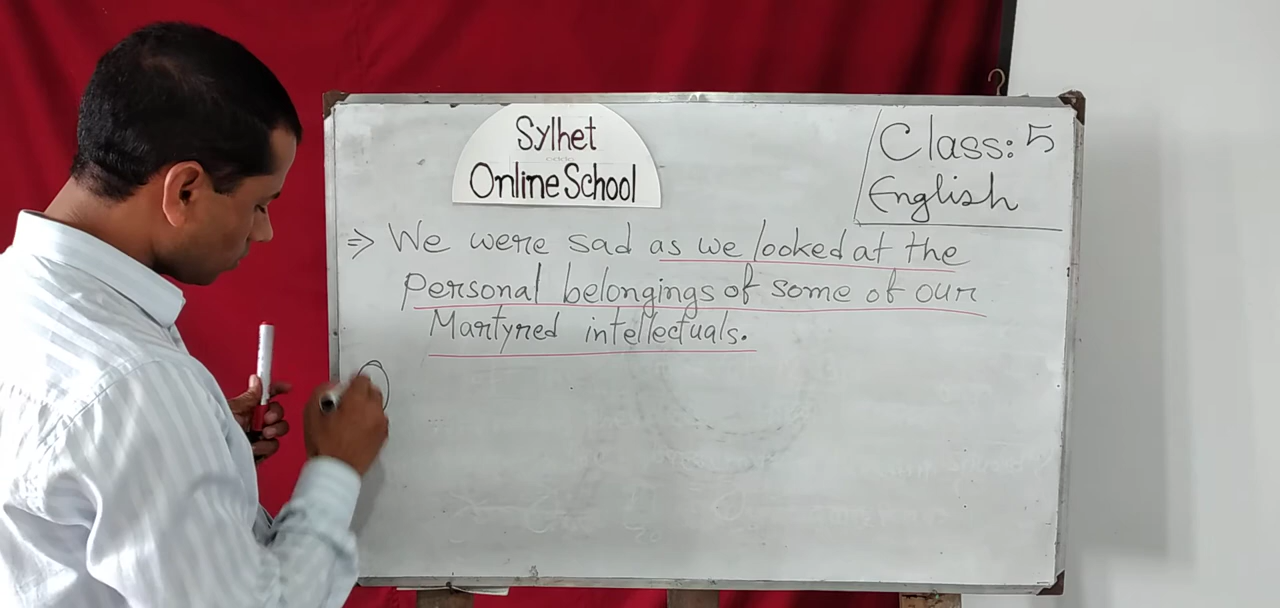 Sylhet
Online School
Class: 5
English
⇒ We were sad as we looked at the
Personal belongings of some of our
Martyred intellectuals.